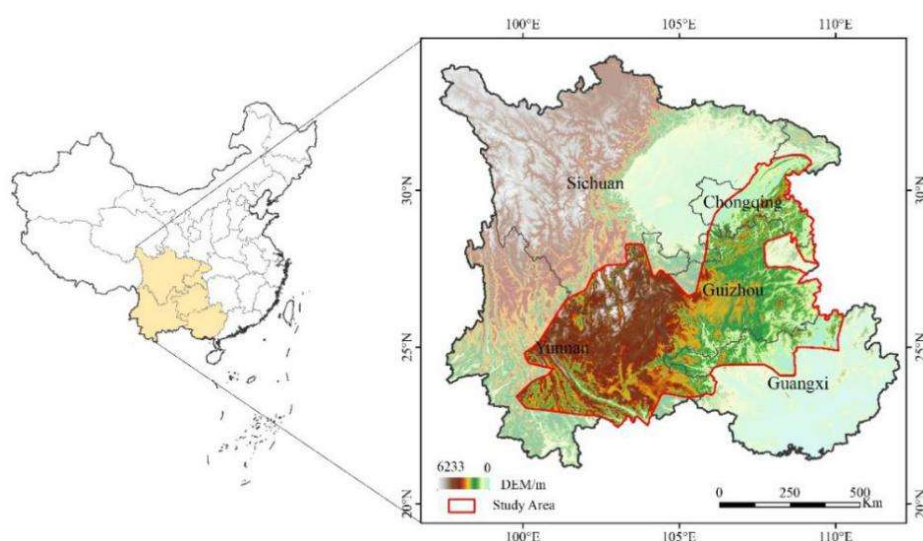 100°E 105°E 110°E
30°N 30°N
Sichuan
Chongqing
Guizhou
25°N 25°N
Yunnan
Guangxi
6233 0
DEM/m
Study Area
0 250 500
Km
20°N 20°N
100°E 105°E 110°E